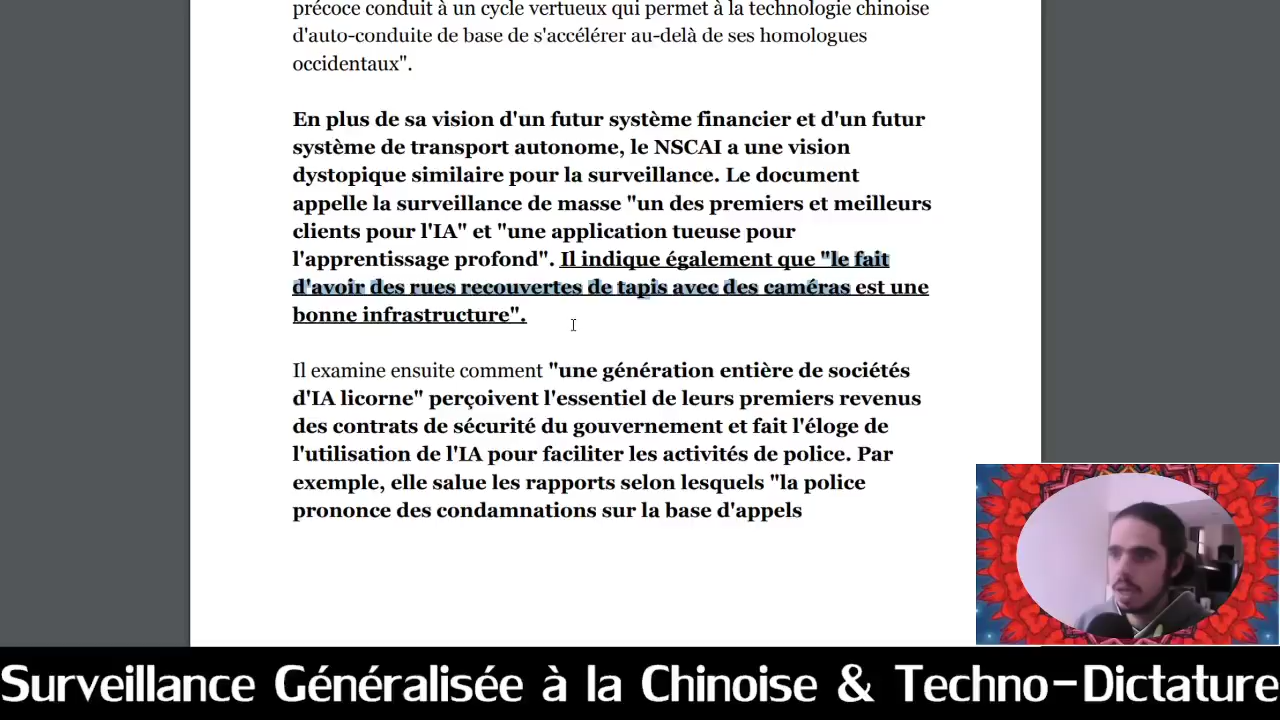 précoce conduit à un cycle vertueux qui permet à la technologie chinoise
d'auto-conduite de base de s'accélérer au-delà de ses homologues
occidentaux".
En plus de sa vision d'un futur système financier et d'un futur
système de transport autonome, le NSCAI a une vision
dystopique similaire pour la surveillance. Le document
appelle la surveillance de masse "un des premiers et meilleurs
clients pour l'IA" et "une application tueuse pour
l'apprentissage profond". Il indique également que "le fait
d'avoir des rues recouvertes de tapis avec des caméras est une
bonne infrastructure".
Il examine ensuite comment "une génération entière de sociétés
d'IA licorne" perçoivent l'essentiel de leurs premiers revenus
des contrats de sécurité du gouvernement et fait l'éloge de
l'utilisation de l'IA pour faciliter les activités de police. Par
exemple, elle salue les rapports selon lesquels "la police
prononce des condamnations sur la base d'appels
Surveillance Généralisée à la Chinoise & Techno-Dictature